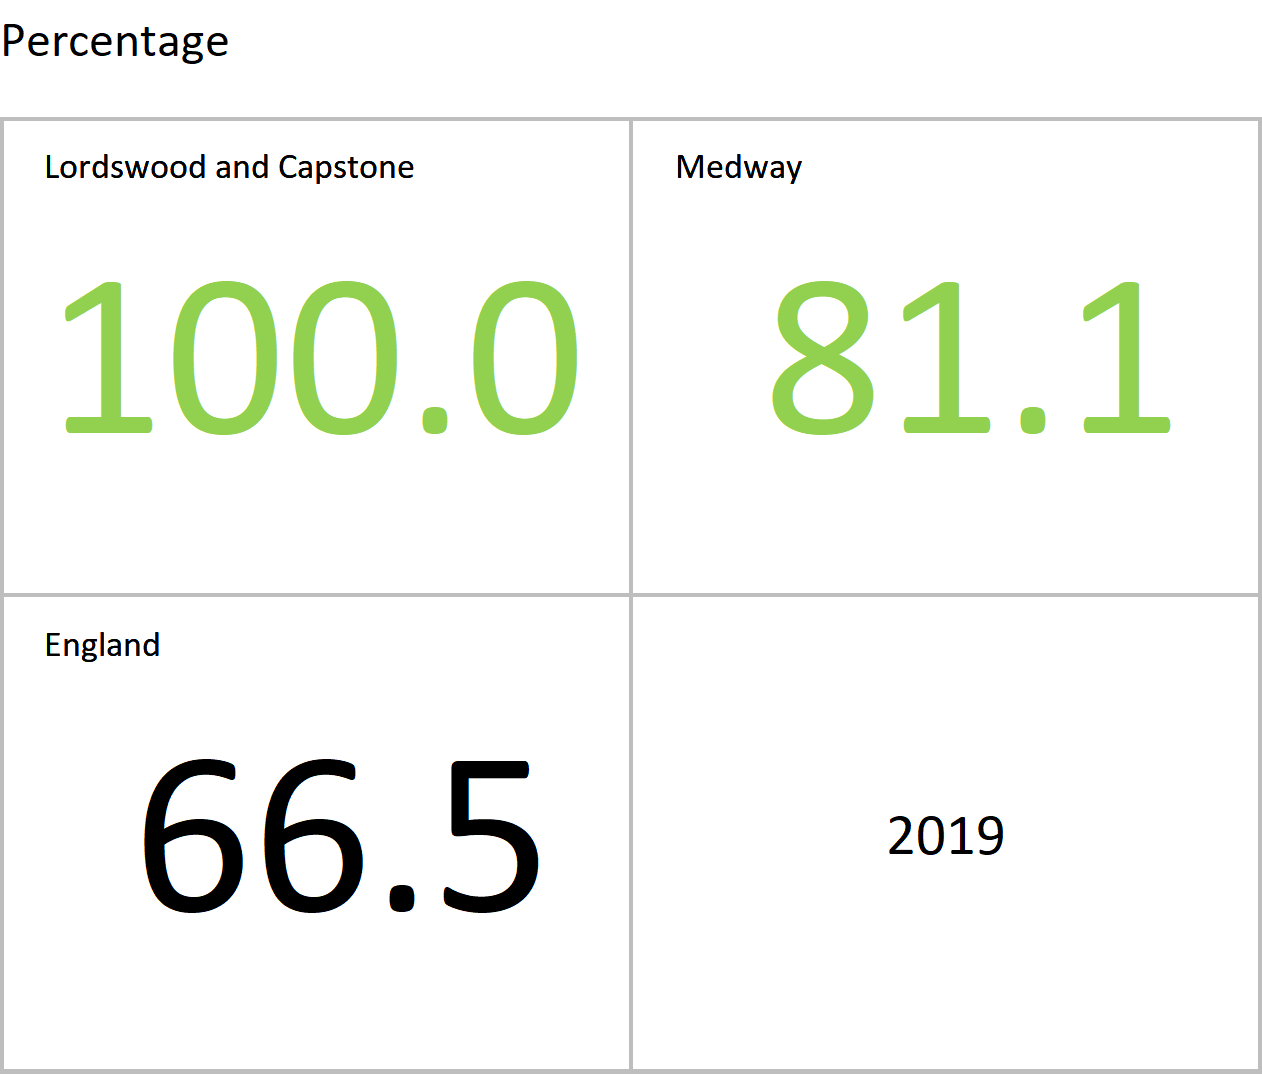 Percentage
Lordswood and Capstone
100.0
Medway
81.1
England
66.5
2019